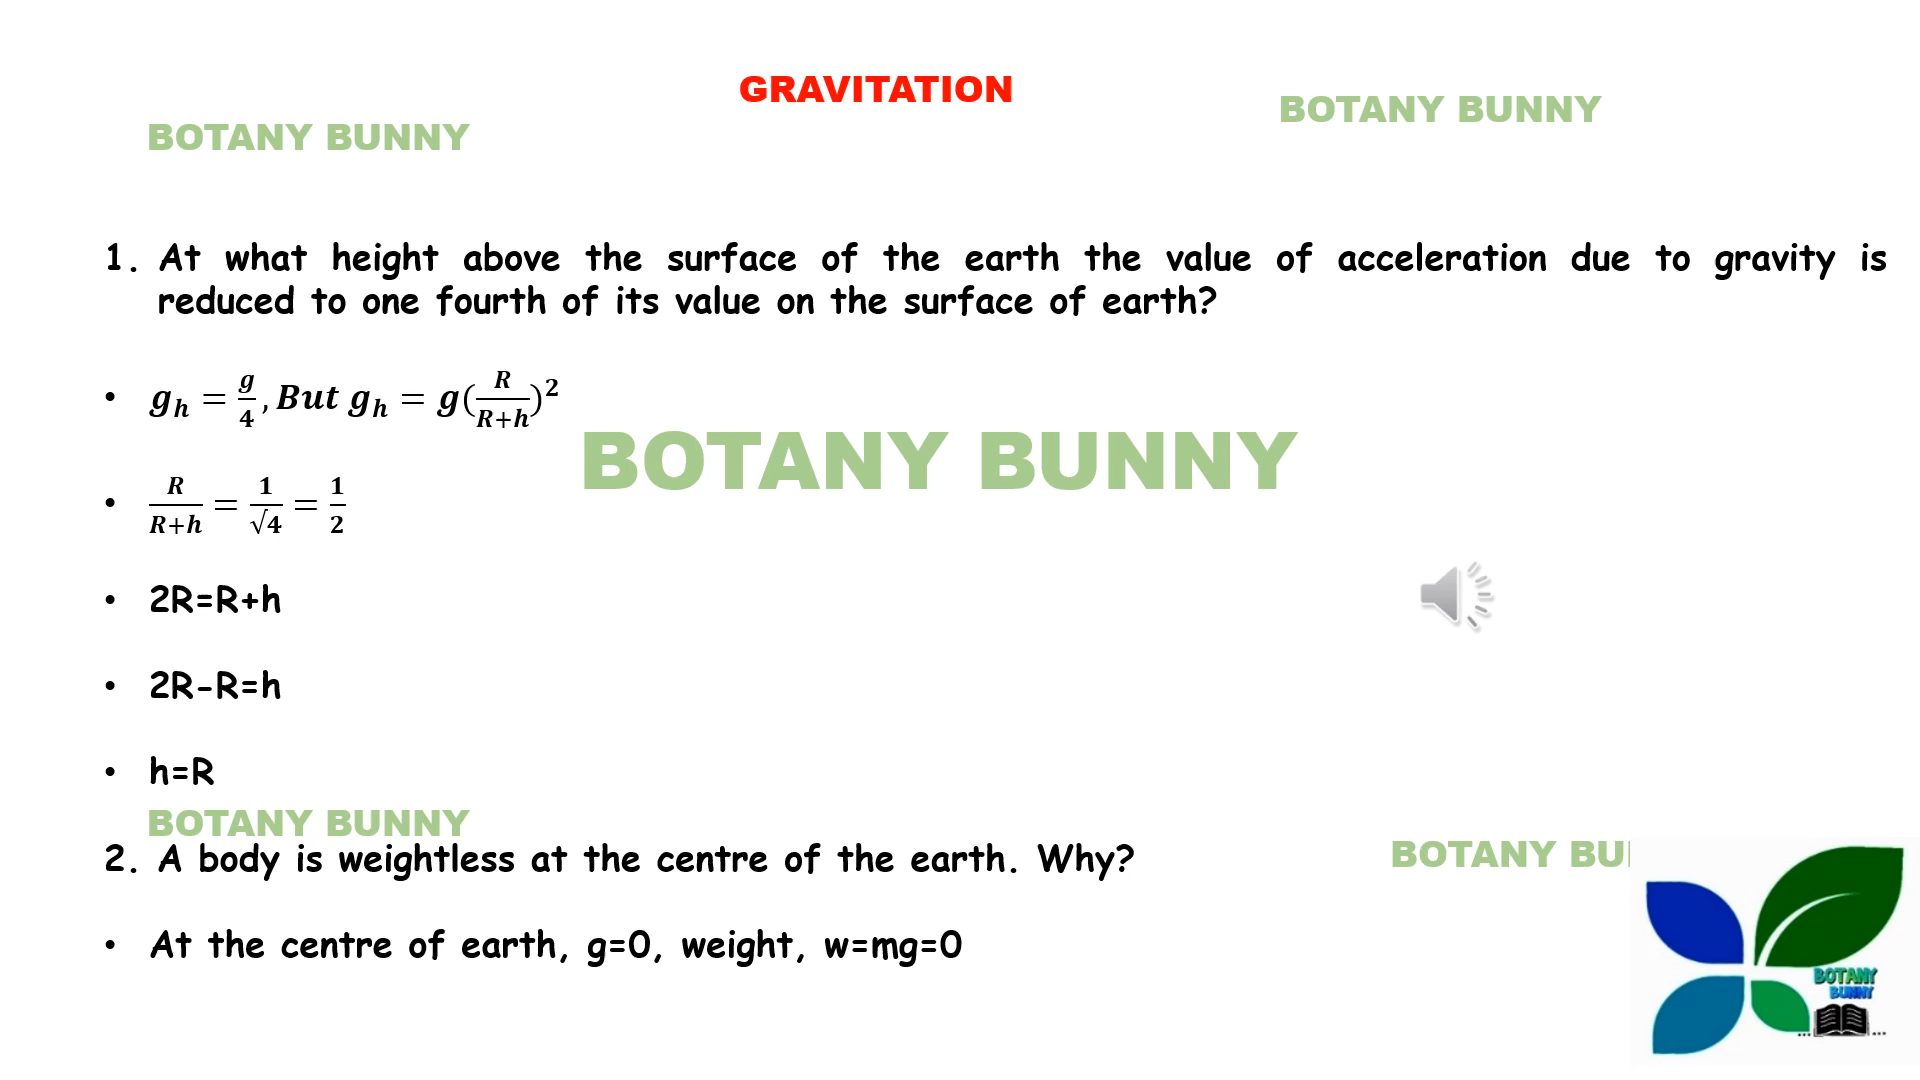 GRAVITATION
BOTANY BUNNY
BOTANY BUNNY
1. At what height above the surface of the earth the value of acceleration due to gravity is
reduced to one fourth of its value on the surface of earth?
• g_h = g/4, But g_h = g(R/(R+h))²
BOTANY BUNNY
• R/(R+h) = 1/√4 = 1/2
• 2R=R+h
• 2R-R=h
• h=R
BOTANY BUNNY
2. A body is weightless at the centre of the earth. Why?
BOTANY BU
• At the centre of earth, g=0, weight, w=mg=0
BOTANY
BUNNY